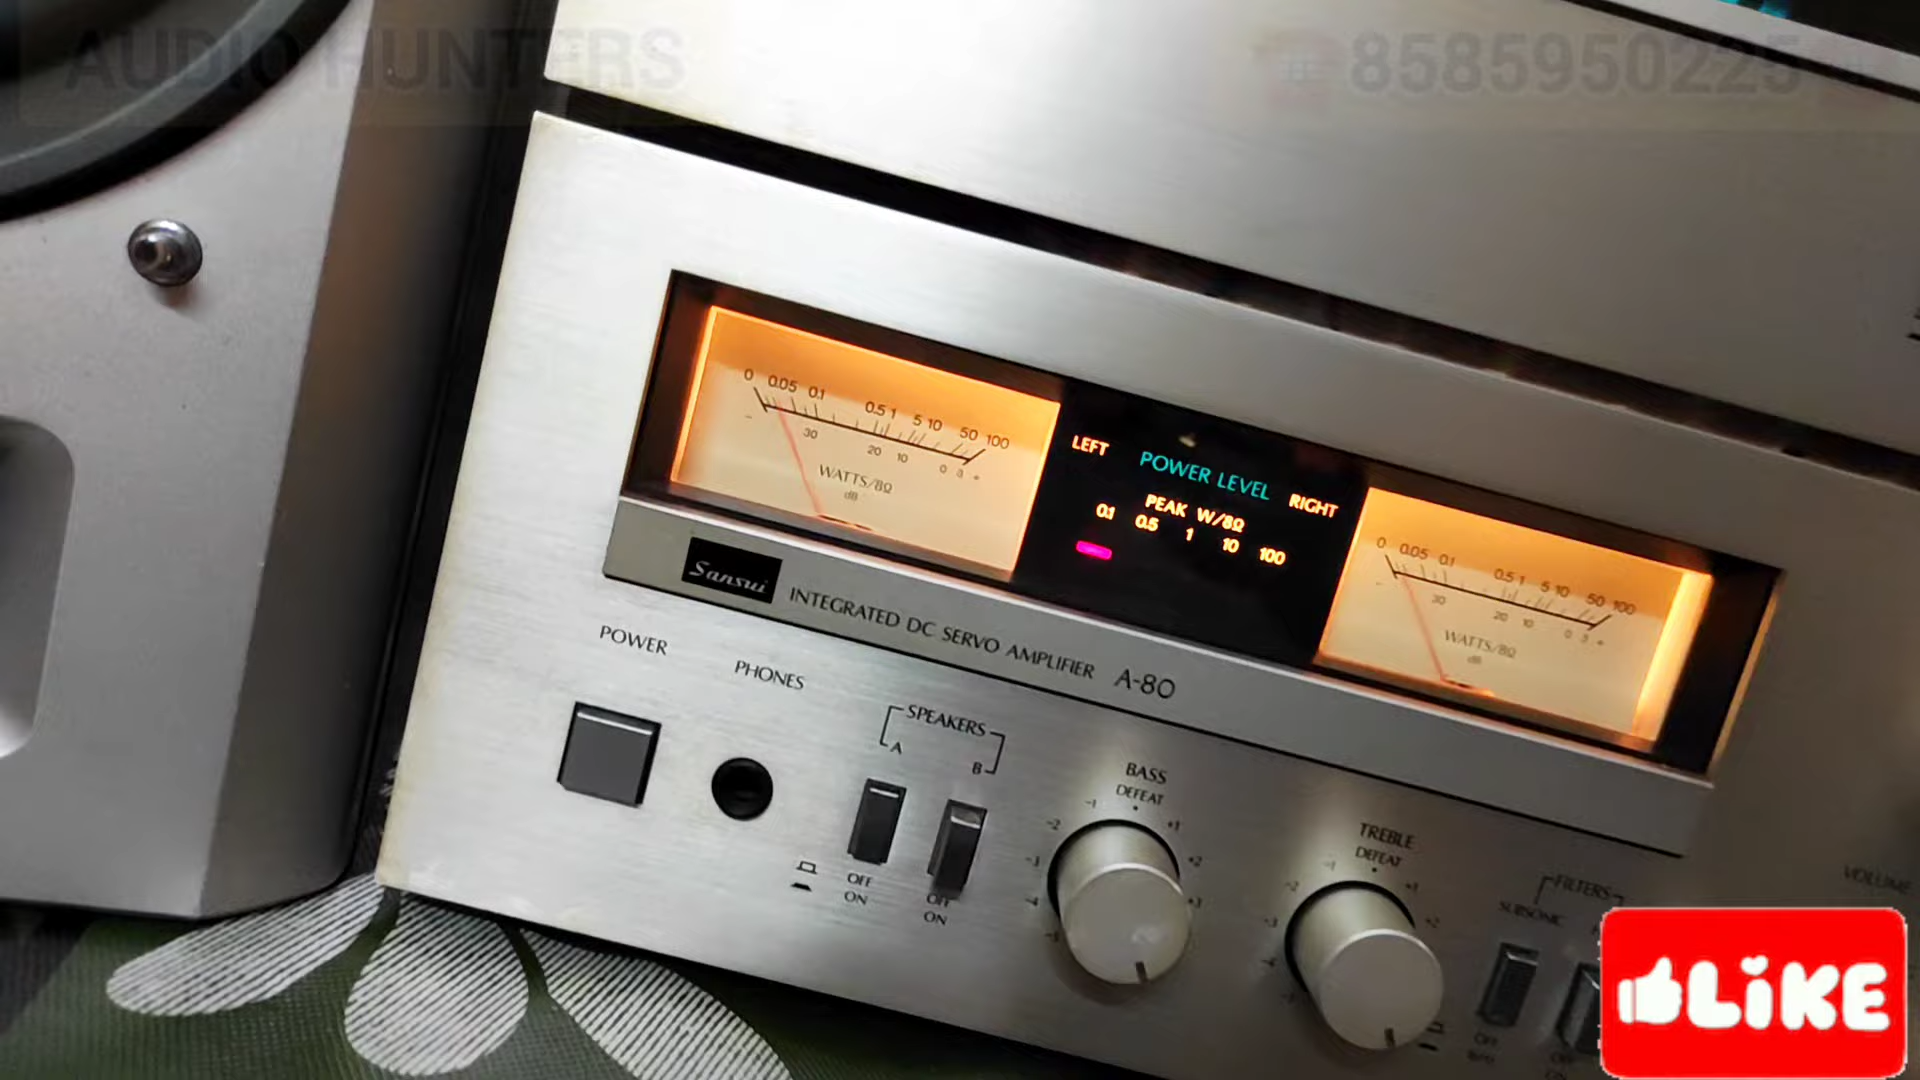 AUDIO HUNTERS
8585950225
0 0.05 0.1 0.5 1 5 10 50 100
30 20 10 0 3 +
WATTS/8Ω
dB
LEFT
POWER LEVEL
RIGHT
PEAK W/8Ω
0.1 0.5 1 10 100
0 0.05 0.1 0.5 1 5 10 50 100
30 20 10 0 3 +
WATTS/8Ω
dB
Sansui
INTEGRATED DC SERVO AMPLIFIER A-80
POWER
PHONES
SPEAKERS
A
B
OFF
ON
OFF
ON
BASS
DEFEAT
-1 +1
-2 +2
-3 +3
-4
TREBLE
DEFEAT
-1 +1
-2 +2
-3
-4
FILTERS
SUBSONIC
OFF
VOLUME
LIKE